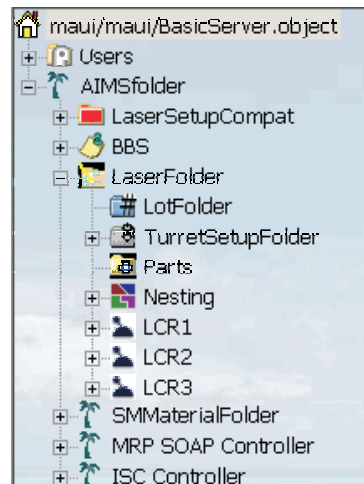 maui/maui/BasicServer.object
Users
AIMSfolder
LaserSetupCompat
BBS
LaserFolder
LotFolder
TurretSetupFolder
Parts
Nesting
LCR1
LCR2
LCR3
SMMaterialFolder
MRP SOAP Controller
ISC Controller